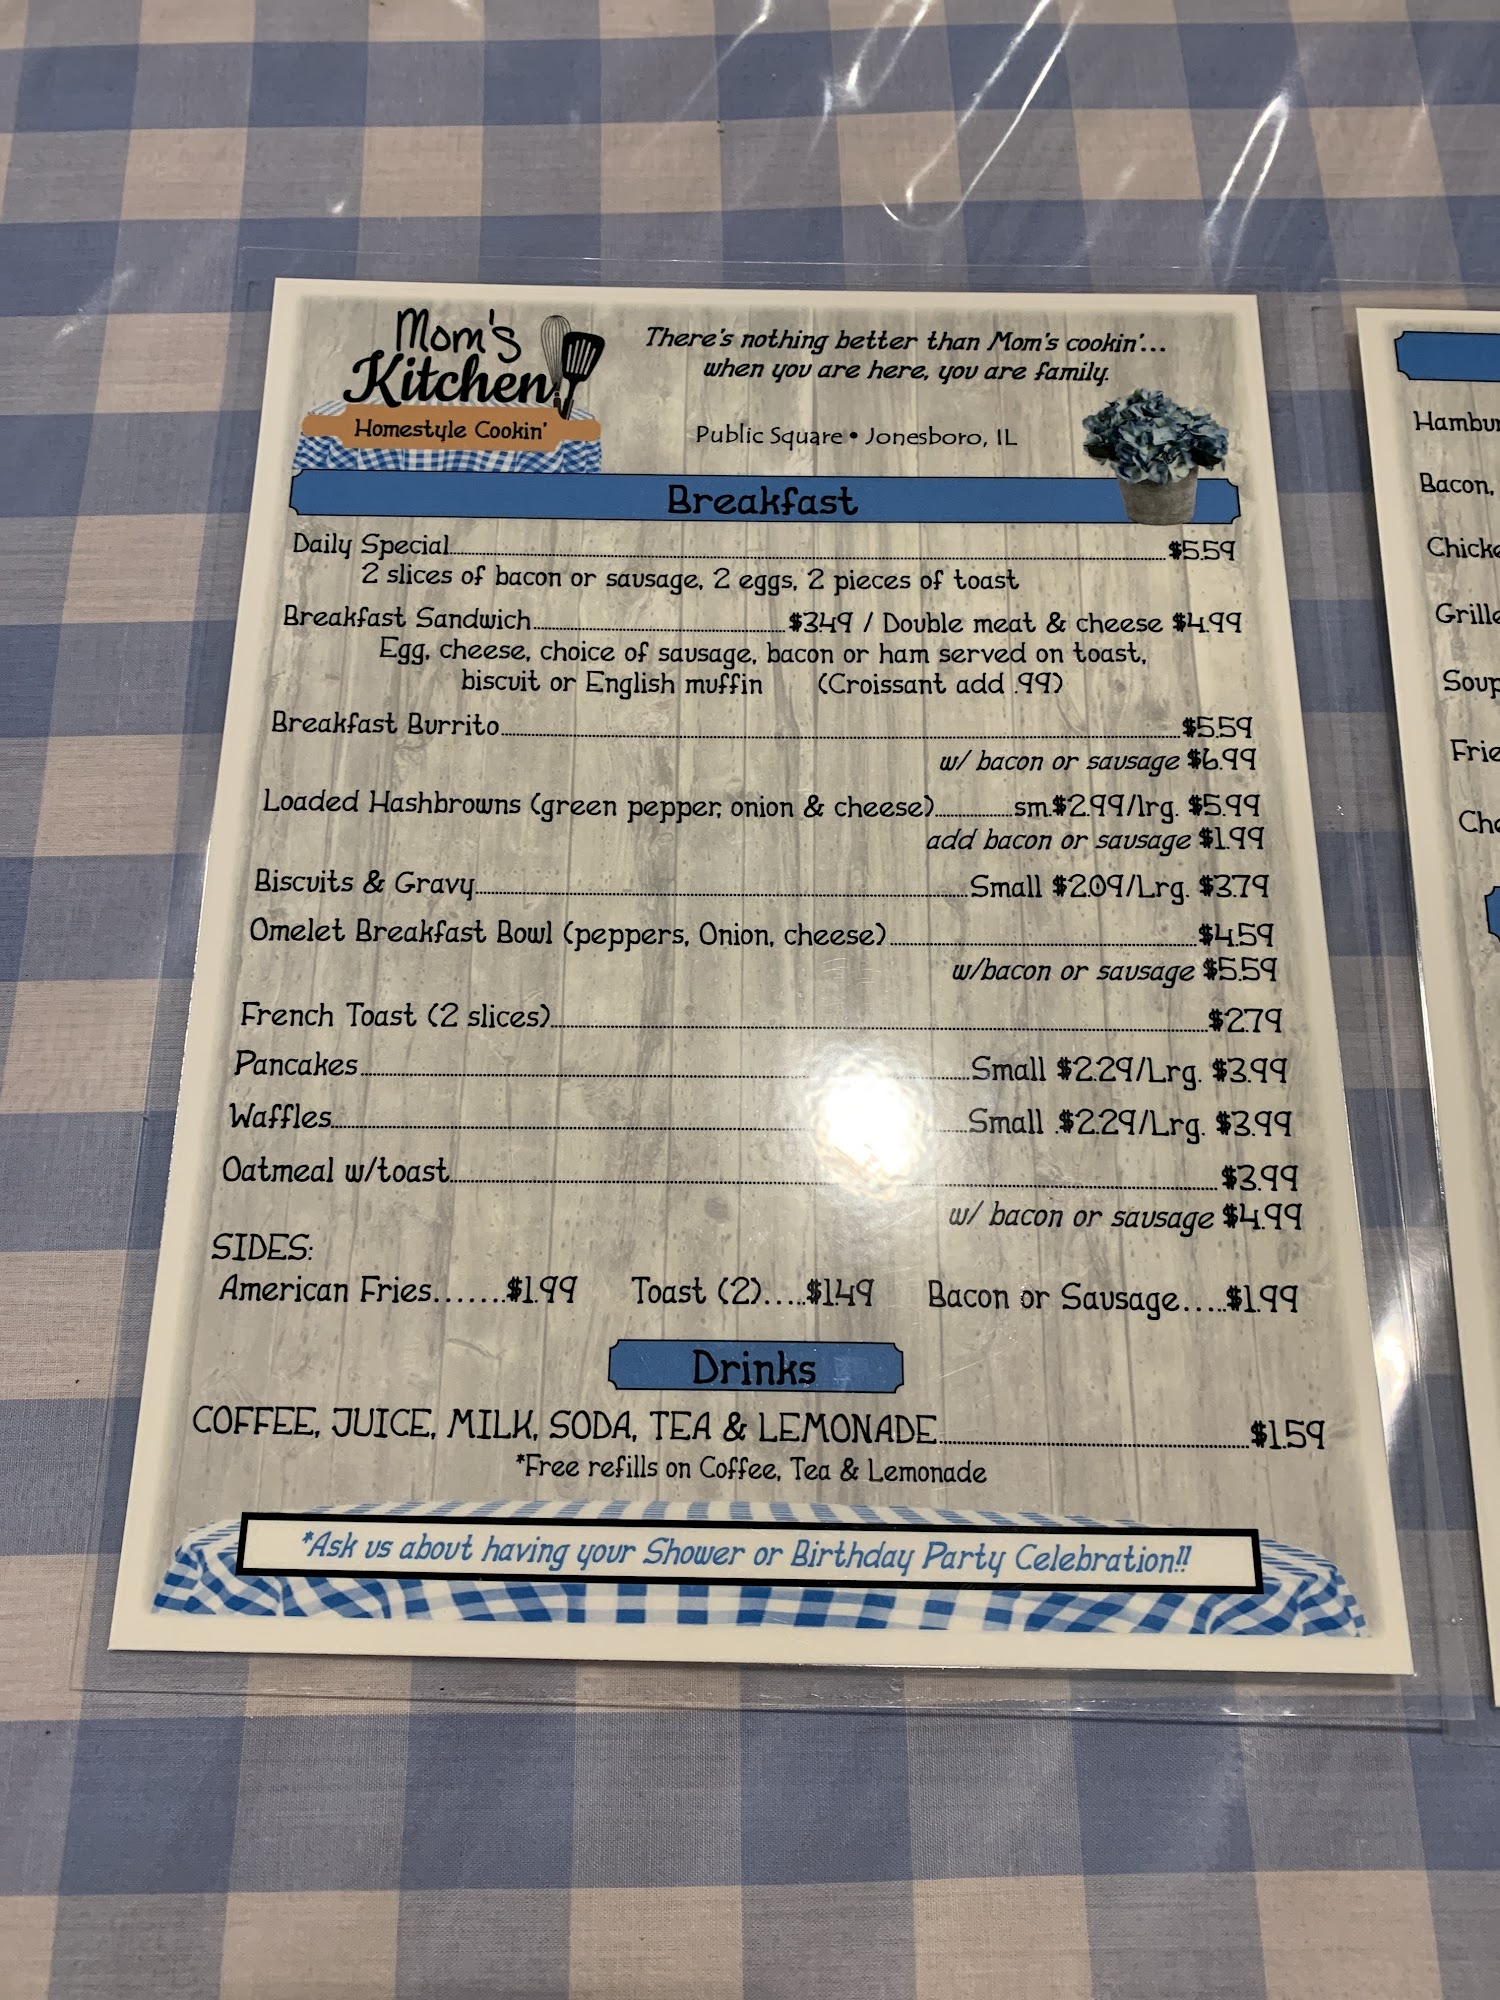 Mom's
Kitchen
Homestyle Cookin'
There's nothing better than Mom's cookin'...
when you are here, you are family.
Public Square • Jonesboro, IL
Breakfast
Daily Special $5.59
2 slices of bacon or sausage, 2 eggs, 2 pieces of toast
Breakfast Sandwich $3.49 / Double meat & cheese $4.99
Egg, cheese, choice of sausage, bacon or ham served on toast,
biscuit or English muffin (Croissant add .99)
Breakfast Burrito $5.59
w/ bacon or sausage $6.99
Loaded Hashbrowns (green pepper, onion & cheese) sm.$2.99/lrg. $5.99
add bacon or sausage $1.99
Biscuits & Gravy Small $2.09/Lrg. $3.79
Omelet Breakfast Bowl (peppers, Onion, cheese) $4.59
w/bacon or sausage $5.59
French Toast (2 slices) $2.79
Pancakes Small $2.29/Lrg. $3.99
Waffles Small .$2.29/Lrg. $3.99
Oatmeal w/toast $3.99
w/ bacon or sausage $4.99
SIDES:
American Fries.......$1.99 Toast (2).....$1.49 Bacon or Sausage.....$1.99
Drinks
COFFEE, JUICE, MILK, SODA, TEA & LEMONADE $1.59
*Free refills on Coffee, Tea & Lemonade
*Ask us about having your Shower or Birthday Party Celebration!!
Bacon,
Soup